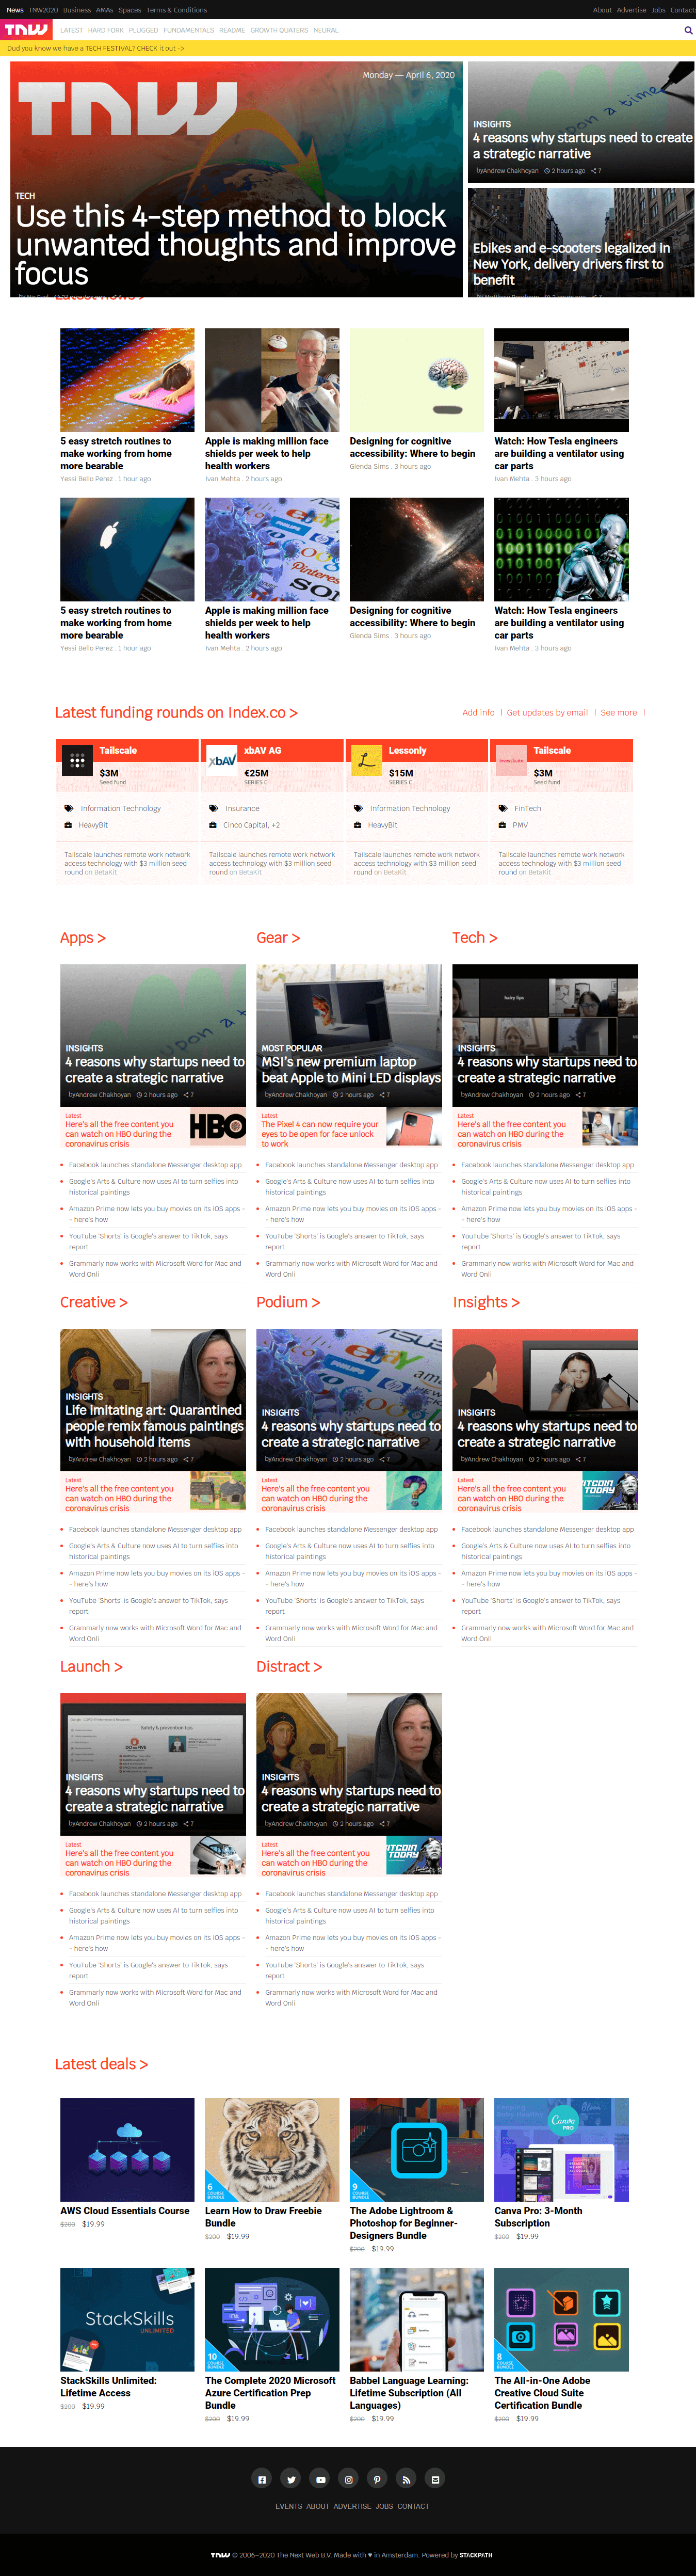 News TNW2020 Business AMAs Spaces Terms & Conditions
About Advertise Jobs Contact
TNW
LATEST HARD FORK PLUGGED FUNDAMENTALS README GROWTH QUATERS NEURAL
Dud you know we have a TECH FESTIVAL? CHECK it out ->
Monday — April 6, 2020
TNW
TECH
Use this 4-step method to block
unwanted thoughts and improve
focus
INSIGHTS
4 reasons why startups need to create
a strategic narrative
byAndrew Chakhoyan 2 hours ago 7
Ebikes and e-scooters legalized in
New York, delivery drivers first to
benefit
Latest news >
5 easy stretch routines to
make working from home
more bearable
Yessi Bello Perez . 1 hour ago
Apple is making million face
shields per week to help
health workers
Ivan Mehta . 2 hours ago
Designing for cognitive
accessibility: Where to begin
Glenda Sims . 3 hours ago
Watch: How Tesla engineers
are building a ventilator using
car parts
Ivan Mehta . 3 hours ago
5 easy stretch routines to
make working from home
more bearable
Yessi Bello Perez . 1 hour ago
Apple is making million face
shields per week to help
health workers
Ivan Mehta . 2 hours ago
Designing for cognitive
accessibility: Where to begin
Glenda Sims . 3 hours ago
Watch: How Tesla engineers
are building a ventilator using
car parts
Ivan Mehta . 3 hours ago
Latest funding rounds on Index.co >
Add info | Get updates by email | See more |
Tailscale
$3M
Seed fund
Information Technology
HeavyBit
Tailscale launches remote work network
access technology with $3 million seed
round on BetaKit
xbAV
xbAV AG
€25M
SERIES C
Insurance
Cinco Capital, +2
Tailscale launches remote work network
access technology with $3 million seed
round on BetaKit
Lessonly
$15M
SERIES C
Information Technology
HeavyBit
Tailscale launches remote work network
access technology with $3 million seed
round on BetaKit
Tailscale
$3M
Seed fund
FinTech
PMV
Tailscale launches remote work network
access technology with $3 million seed
round on BetaKit
Apps >
INSIGHTS
4 reasons why startups need to
create a strategic narrative
byAndrew Chakhoyan 2 hours ago 7
Latest
Here's all the free content you
can watch on HBO during the
coronavirus crisis
HBO
Facebook launches standalone Messenger desktop app
Google's Arts & Culture now uses AI to turn selfies into
historical paintings
Amazon Prime now lets you buy movies on its iOS apps -
- here's how
YouTube 'Shorts' is Google's answer to TikTok, says
report
Grammarly now works with Microsoft Word for Mac and
Word Onli
Gear >
MOST POPULAR
MSI's new premium laptop
beat Apple to Mini LED displays
byAndrew Chakhoyan 2 hours ago 7
Latest
The Pixel 4 can now require your
eyes to be open for face unlock
to work
Facebook launches standalone Messenger desktop app
Google's Arts & Culture now uses AI to turn selfies into
historical paintings
Amazon Prime now lets you buy movies on its iOS apps -
- here's how
YouTube 'Shorts' is Google's answer to TikTok, says
report
Grammarly now works with Microsoft Word for Mac and
Word Onli
Tech >
hairy lips
INSIGHTS
4 reasons why startups need to
create a strategic narrative
byAndrew Chakhoyan 2 hours ago 7
Latest
Here's all the free content you
can watch on HBO during the
coronavirus crisis
Facebook launches standalone Messenger desktop app
Google's Arts & Culture now uses AI to turn selfies into
historical paintings
Amazon Prime now lets you buy movies on its iOS apps -
- here's how
YouTube 'Shorts' is Google's answer to TikTok, says
report
Grammarly now works with Microsoft Word for Mac and
Word Onli
Creative >
INSIGHTS
Life imitating art: Quarantined
people remix famous paintings
with household items
byAndrew Chakhoyan 2 hours ago 7
Latest
Here's all the free content you
can watch on HBO during the
coronavirus crisis
Facebook launches standalone Messenger desktop app
Google's Arts & Culture now uses AI to turn selfies into
historical paintings
Amazon Prime now lets you buy movies on its iOS apps -
- here's how
YouTube 'Shorts' is Google's answer to TikTok, says
report
Grammarly now works with Microsoft Word for Mac and
Word Onli
Podium >
INSIGHTS
4 reasons why startups need to
create a strategic narrative
byAndrew Chakhoyan 2 hours ago 7
Latest
Here's all the free content you
can watch on HBO during the
coronavirus crisis
Facebook launches standalone Messenger desktop app
Google's Arts & Culture now uses AI to turn selfies into
historical paintings
Amazon Prime now lets you buy movies on its iOS apps -
- here's how
YouTube 'Shorts' is Google's answer to TikTok, says
report
Grammarly now works with Microsoft Word for Mac and
Word Onli
Insights >
INSIGHTS
4 reasons why startups need to
create a strategic narrative
byAndrew Chakhoyan 2 hours ago 7
Latest
Here's all the free content you
can watch on HBO during the
coronavirus crisis
ITCOIN
TODAY
Facebook launches standalone Messenger desktop app
Google's Arts & Culture now uses AI to turn selfies into
historical paintings
Amazon Prime now lets you buy movies on its iOS apps -
- here's how
YouTube 'Shorts' is Google's answer to TikTok, says
report
Grammarly now works with Microsoft Word for Mac and
Word Onli
Launch >
Safety & prevention tips
INSIGHTS
4 reasons why startups need to
create a strategic narrative
byAndrew Chakhoyan 2 hours ago 7
Latest
Here's all the free content you
can watch on HBO during the
coronavirus crisis
Facebook launches standalone Messenger desktop app
Google's Arts & Culture now uses AI to turn selfies into
historical paintings
Amazon Prime now lets you buy movies on its iOS apps -
- here's how
YouTube 'Shorts' is Google's answer to TikTok, says
report
Grammarly now works with Microsoft Word for Mac and
Word Onli
Distract >
INSIGHTS
4 reasons why startups need to
create a strategic narrative
byAndrew Chakhoyan 2 hours ago 7
Latest
Here's all the free content you
can watch on HBO during the
coronavirus crisis
ITCOIN
TODAY
Facebook launches standalone Messenger desktop app
Google's Arts & Culture now uses AI to turn selfies into
historical paintings
Amazon Prime now lets you buy movies on its iOS apps -
- here's how
YouTube 'Shorts' is Google's answer to TikTok, says
report
Grammarly now works with Microsoft Word for Mac and
Word Onli
Latest deals >
AWS Cloud Essentials Course
$200 $19.99
6
COURSE
BUNDLE
Learn How to Draw Freebie
Bundle
$200 $19.99
9
COURSE
BUNDLE
The Adobe Lightroom &
Photoshop for Beginner-
Designers Bundle
$200 $19.99
Canva
PRO
Canva Pro: 3-Month
Subscription
$200 $19.99
StackSkills
UNLIMITED
StackSkills Unlimited:
Lifetime Access
$200 $19.99
10
COURSE
BUNDLE
The Complete 2020 Microsoft
Azure Certification Prep
Bundle
$200 $19.99
Babbel Language Learning:
Lifetime Subscription (All
Languages)
$200 $19.99
8
COURSE
BUNDLE
The All-in-One Adobe
Creative Cloud Suite
Certification Bundle
$200 $19.99
EVENTS ABOUT ADVERTISE JOBS CONTACT
TNW © 2006–2020 The Next Web B.V. Made with ♥ in Amsterdam. Powered by STACKPATH